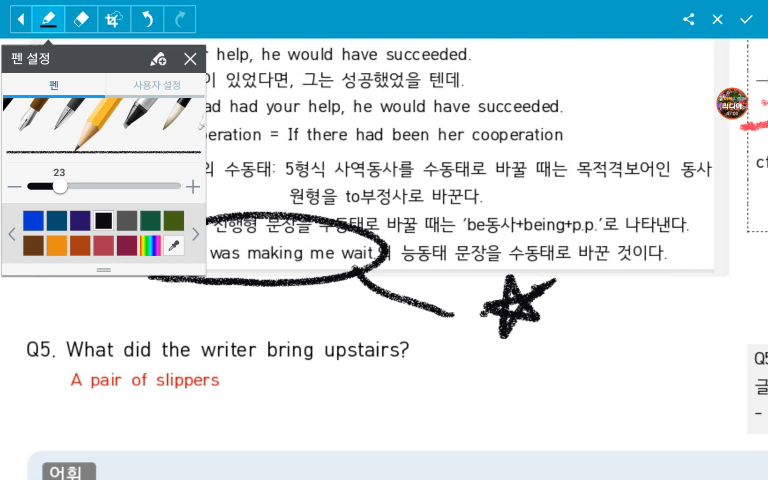 펜 설정
펜
사용자 설정
23
help, he would have succeeded.
있었다면, 그는 성공했었을 텐데.
had your help, he would have succeeded.
= If there had been her cooperation
수동태: 5형식 사역동사를 수동태로 바꿀 때는 목적격보어인 동사
원형을 to부정사로 바꾼다.
진행형 문장을 수동태로 바꿀 때는 ‘be동사+being+p.p.’로 나타낸다.
was making me wait.의 능동태 문장을 수동태로 바꾼 것이다.
Q5. What did the writer bring upstairs?
A pair of slippers
어휘
리디아
Q5
글
-